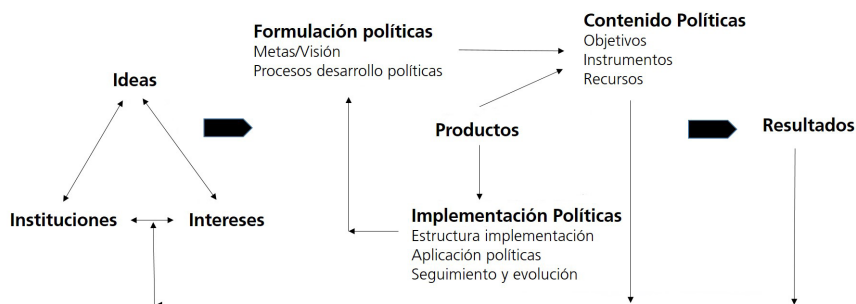 Ideas
Instituciones
Intereses
Formulación políticas
Metas/Visión
Procesos desarrollo políticas
Contenido Políticas
Objetivos
Instrumentos
Recursos
Productos
Implementación Políticas
Estructura implementación
Aplicación políticas
Seguimiento y evolución
Resultados